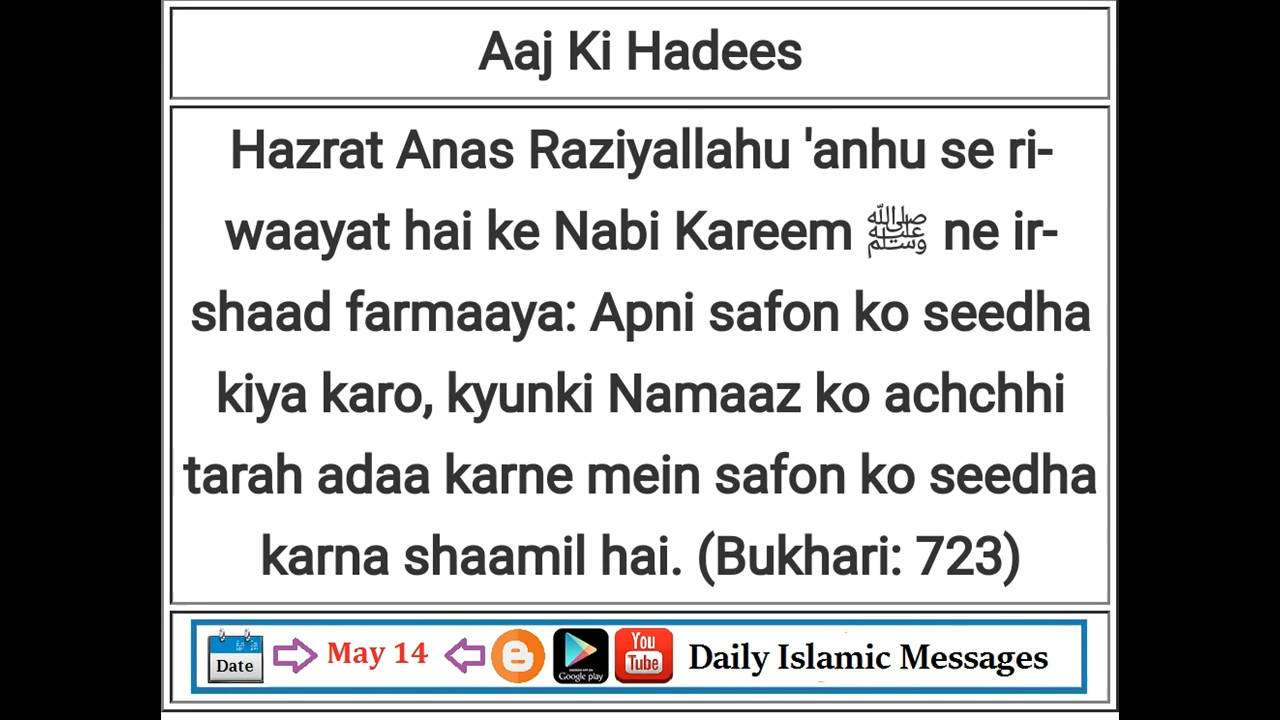 Aaj Ki Hadees
Hazrat Anas Raziyallahu 'anhu se ri-
waayat hai ke Nabi Kareem ﷺ ne ir-
shaad farmaaya: Apni safon ko seedha
kiya karo, kyunki Namaaz ko achchhi
tarah adaa karne mein safon ko seedha
karna shaamil hai. (Bukhari: 723)
Date May 14 Google play You Tube Daily Islamic Messages